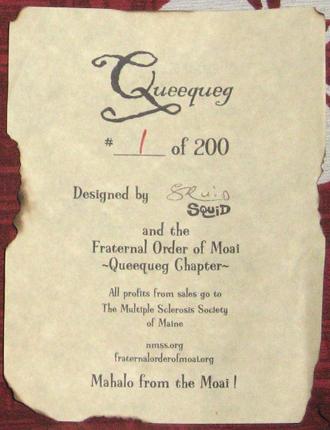 Queequeg
# 1 of 200
Designed by SQuiD
SQuiD
and the
Fraternal Order of Moai
~Queequeg Chapter~
All profits from sales go to
The Multiple Sclerosis Society
of Maine
nmss.org
fraternalorderofmoai.org
Mahalo from the Moai !